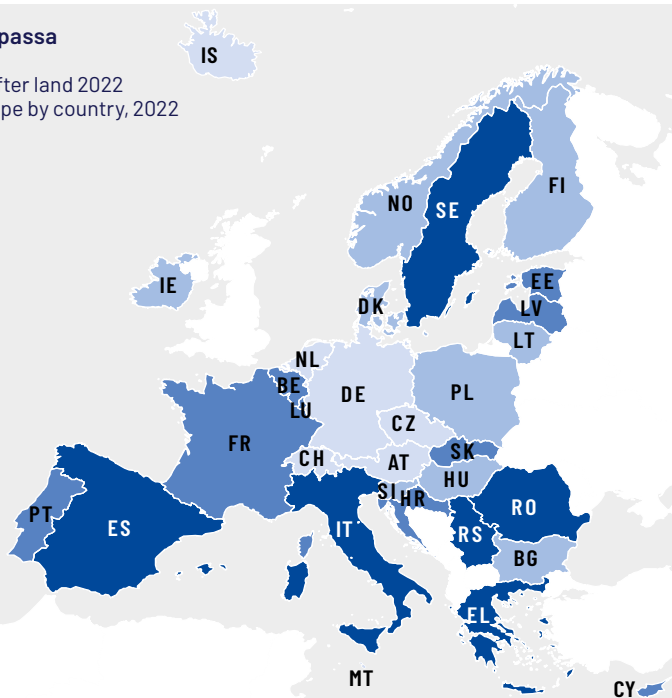 passa
fter land 2022
pe by country, 2022
IS
FI
NO
SE
IE
EE
DK
LV
LT
NL
BE
DE
PL
LU
CZ
FR
CH
AT
SK
HU
SI
HR
PT
ES
IT
RO
RS
BG
EL
MT
CY